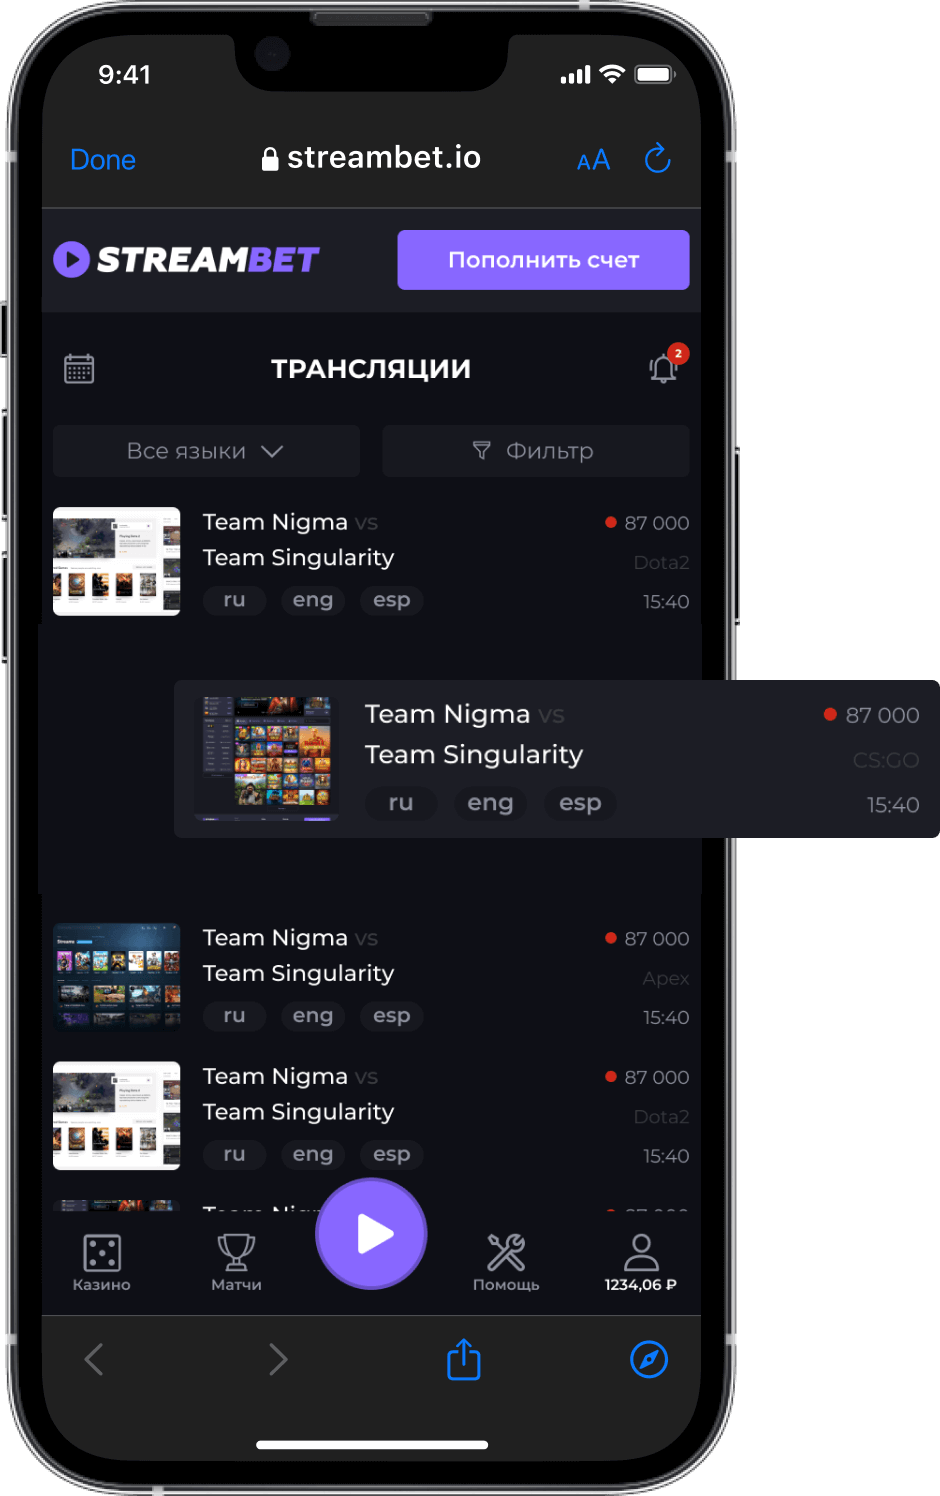 9:41
Done
streambet.io
AA
STREAMBET
Пополнить счет
ТРАНСЛЯЦИИ
2
Все языки
Фильтр
Team Nigma vs
87 000
Team Singularity
Dota2
ru eng esp
15:40
Team Nigma vs
87 000
Team Singularity
CS:GO
ru eng esp
15:40
Team Nigma vs
87 000
Team Singularity
Apex
ru eng esp
15:40
Team Nigma vs
87 000
Team Singularity
Dota2
ru eng esp
15:40
Казино
Матчи
Помощь
1234,06 ₽